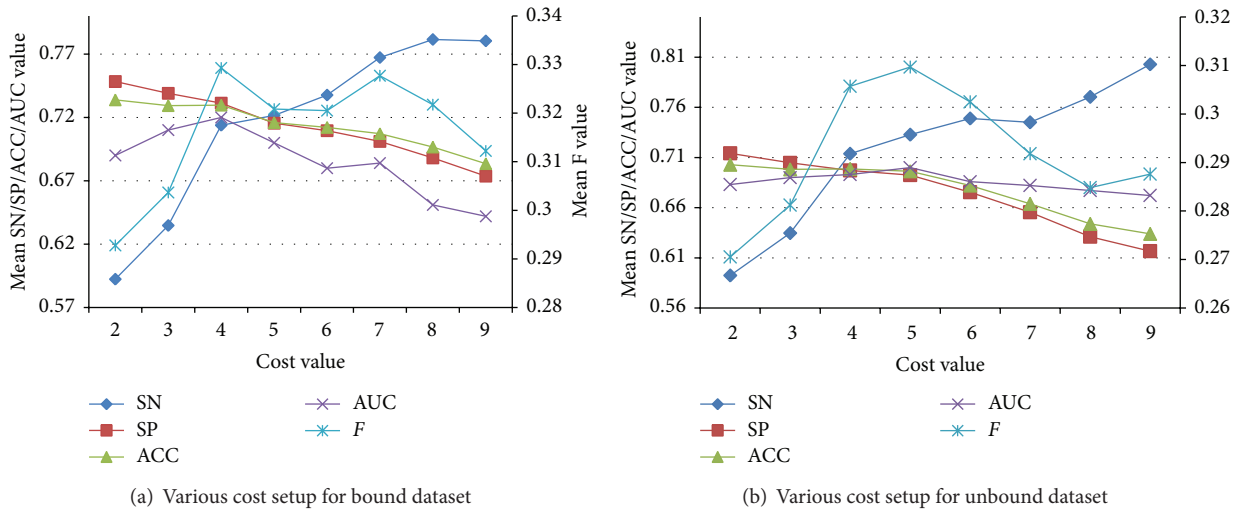 Mean SN/SP/ACC/AUC value
0.77
0.72
0.67
0.62
0.57
0.34
0.33
0.32
0.31
0.3
0.29
0.28
Mean F value
2 3 4 5 6 7 8 9
Cost value
SN
SP
ACC
AUC
F
(a) Various cost setup for bound dataset
Mean SN/SP/ACC/AUC value
0.81
0.76
0.71
0.66
0.61
0.56
0.32
0.31
0.3
0.29
0.28
0.27
0.26
2 3 4 5 6 7 8 9
Cost value
SN
SP
ACC
AUC
F
(b) Various cost setup for unbound dataset